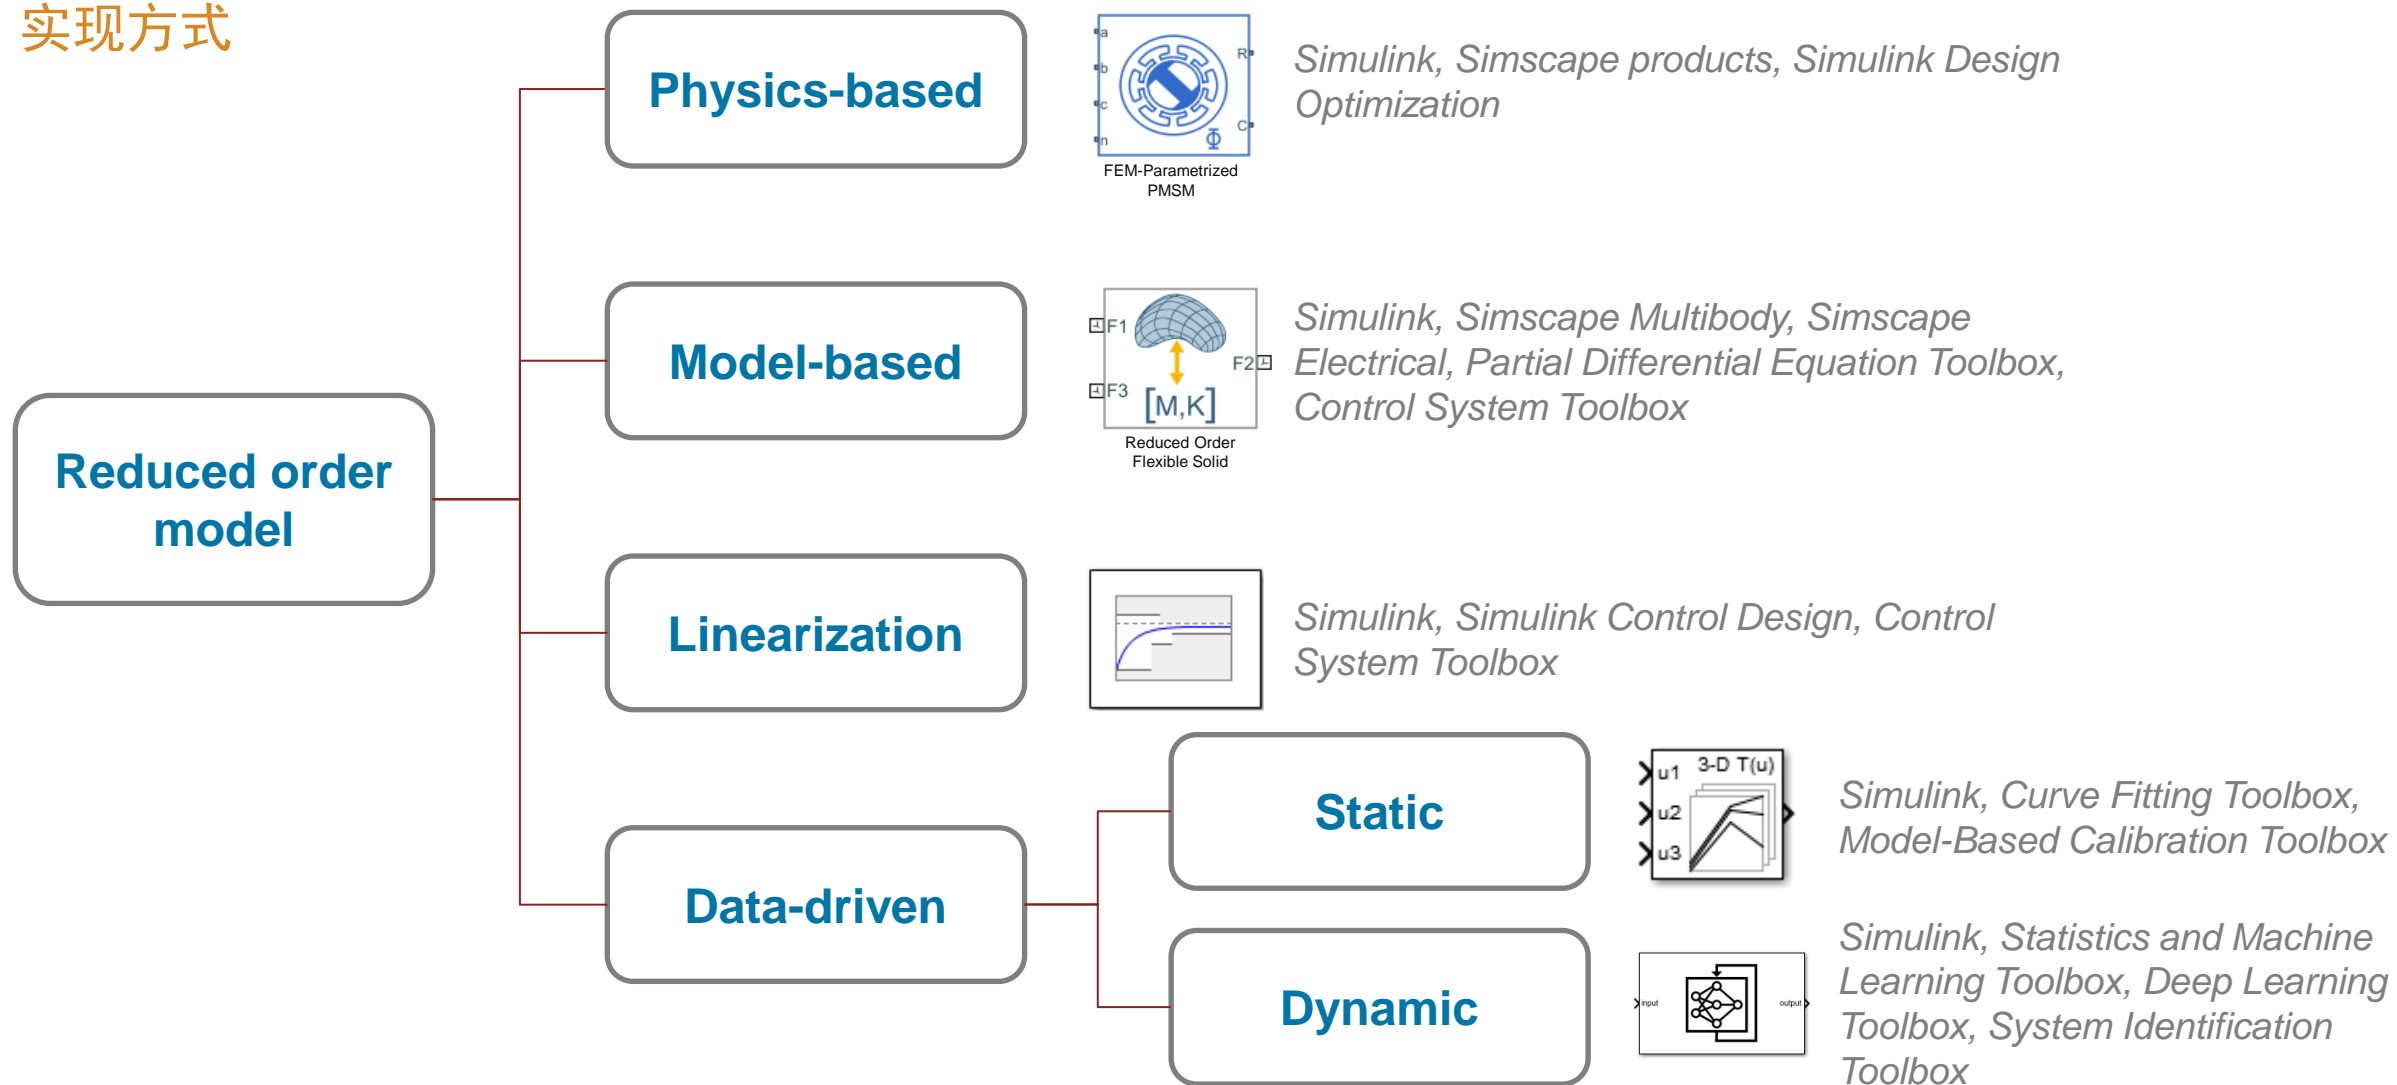 实现方式
Physics-based
a
b
c
n
R
C
Φ
FEM-Parametrized
PMSM
Simulink, Simscape products, Simulink Design
Optimization
Model-based
F1
F3
F2
[M,K]
Reduced Order
Flexible Solid
Simulink, Simscape Multibody, Simscape
Electrical, Partial Differential Equation Toolbox,
Control System Toolbox
Reduced order
model
Linearization
Simulink, Simulink Control Design, Control
System Toolbox
Data-driven
Static
3-D T(u)
u1
u2
u3
Simulink, Curve Fitting Toolbox,
Model-Based Calibration Toolbox
Dynamic
input
output
Simulink, Statistics and Machine
Learning Toolbox, Deep Learning
Toolbox, System Identification
Toolbox